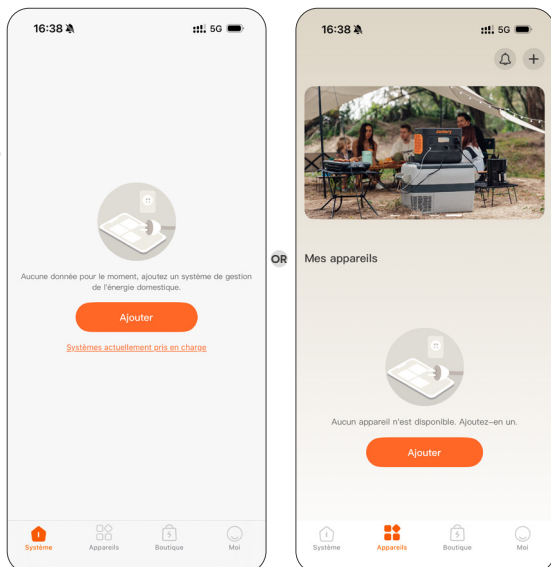 16:38
5G
Aucune donnée pour le moment, ajoutez un système de gestion
de l'énergie domestique.
Ajouter
Systèmes actuellement pris en charge
Système
Appareils
Boutique
Moi
OR
16:38
5G
Jackery
Mes appareils
Aucun appareil n'est disponible. Ajoutez-en un.
Ajouter
Système
Appareils
Boutique
Moi